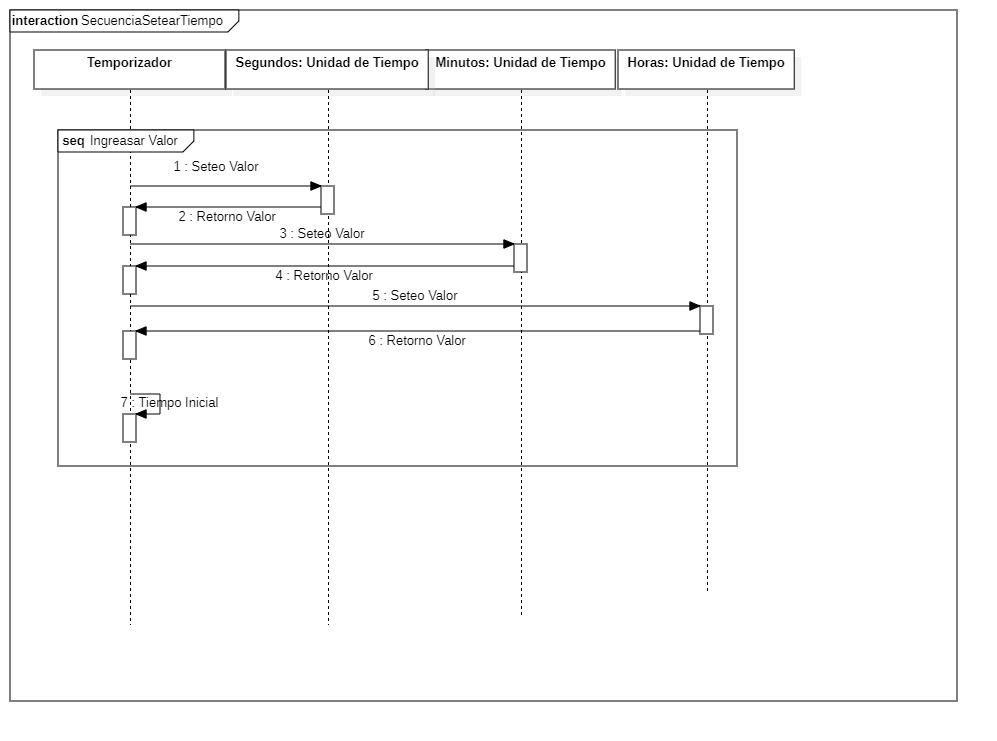 interaction SecuenciaSetearTiempo
Temporizador
Segundos: Unidad de Tiempo
Minutos: Unidad de Tiempo
Horas: Unidad de Tiempo
seq Ingreasar Valor
1 : Seteo Valor
2 : Retorno Valor
3 : Seteo Valor
4 : Retorno Valor
5 : Seteo Valor
6 : Retorno Valor
7 : Tiempo Inicial